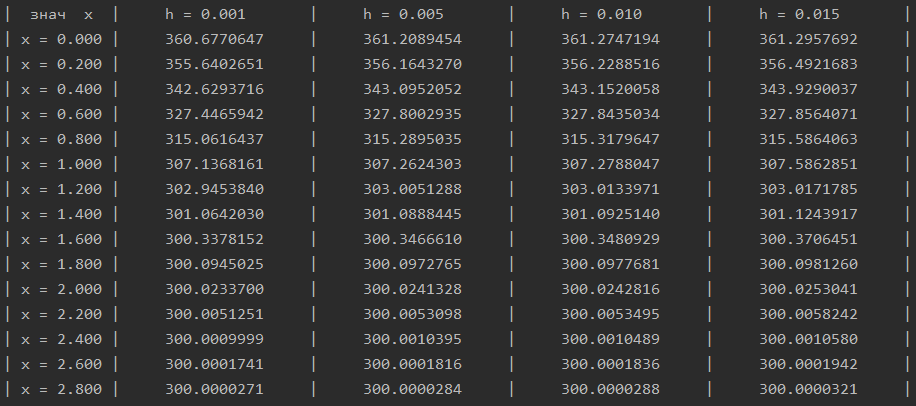 | знач x | h = 0.001 | h = 0.005 | h = 0.010 | h = 0.015 |
| x = 0.000 | 360.6770647 | 361.2089454 | 361.2747194 | 361.2957692 |
| x = 0.200 | 355.6402651 | 356.1643270 | 356.2288516 | 356.4921683 |
| x = 0.400 | 342.6293716 | 343.0952052 | 343.1520058 | 343.9290037 |
| x = 0.600 | 327.4465942 | 327.8002935 | 327.8435034 | 327.8564071 |
| x = 0.800 | 315.0616437 | 315.2895035 | 315.3179647 | 315.5864063 |
| x = 1.000 | 307.1368161 | 307.2624303 | 307.2788047 | 307.5862851 |
| x = 1.200 | 302.9453840 | 303.0051288 | 303.0133971 | 303.0171785 |
| x = 1.400 | 301.0642030 | 301.0888445 | 301.0925140 | 301.1243917 |
| x = 1.600 | 300.3378152 | 300.3466610 | 300.3480929 | 300.3706451 |
| x = 1.800 | 300.0945025 | 300.0972765 | 300.0977681 | 300.0981260 |
| x = 2.000 | 300.0233700 | 300.0241328 | 300.0242816 | 300.0253041 |
| x = 2.200 | 300.0051251 | 300.0053098 | 300.0053495 | 300.0058242 |
| x = 2.400 | 300.0009999 | 300.0010395 | 300.0010489 | 300.0010580 |
| x = 2.600 | 300.0001741 | 300.0001816 | 300.0001836 | 300.0001942 |
| x = 2.800 | 300.0000271 | 300.0000284 | 300.0000288 | 300.0000321 |